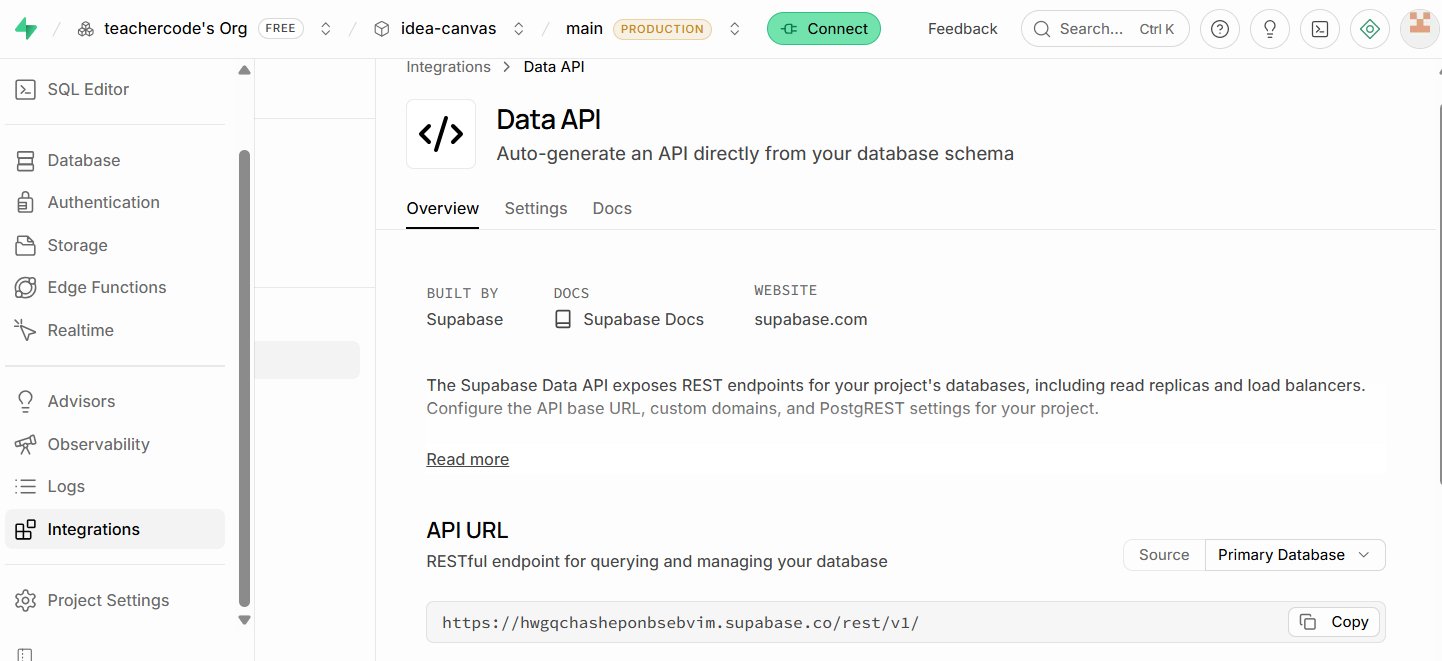 teachercode's Org FREE / idea-canvas / main PRODUCTION Connect Feedback Search... Ctrl K
SQL Editor
Database
Authentication
Storage
Edge Functions
Realtime
Advisors
Observability
Logs
Integrations
Project Settings
Integrations > Data API
</> Data API
Auto-generate an API directly from your database schema
Overview Settings Docs
BUILT BY DOCS WEBSITE
Supabase Supabase Docs supabase.com
The Supabase Data API exposes REST endpoints for your project's databases, including read replicas and load balancers.
Configure the API base URL, custom domains, and PostgREST settings for your project.
Read more
API URL
RESTful endpoint for querying and managing your database
Source Primary Database
https://hwgqchasheponbsebvim.supabase.co/rest/v1/ Copy